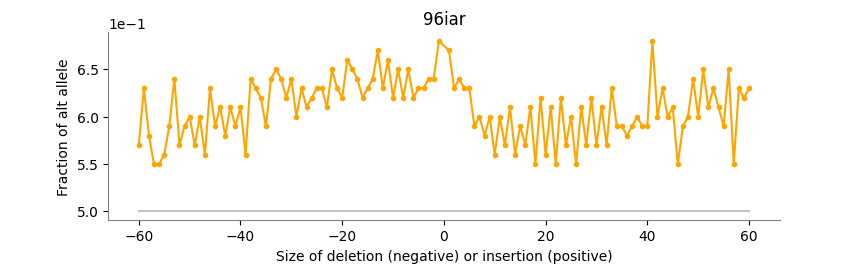 96iar
1e−1
Fraction of alt allele
6.5
6.0
5.5
5.0
−60
−40
−20
0
20
40
60
Size of deletion (negative) or insertion (positive)